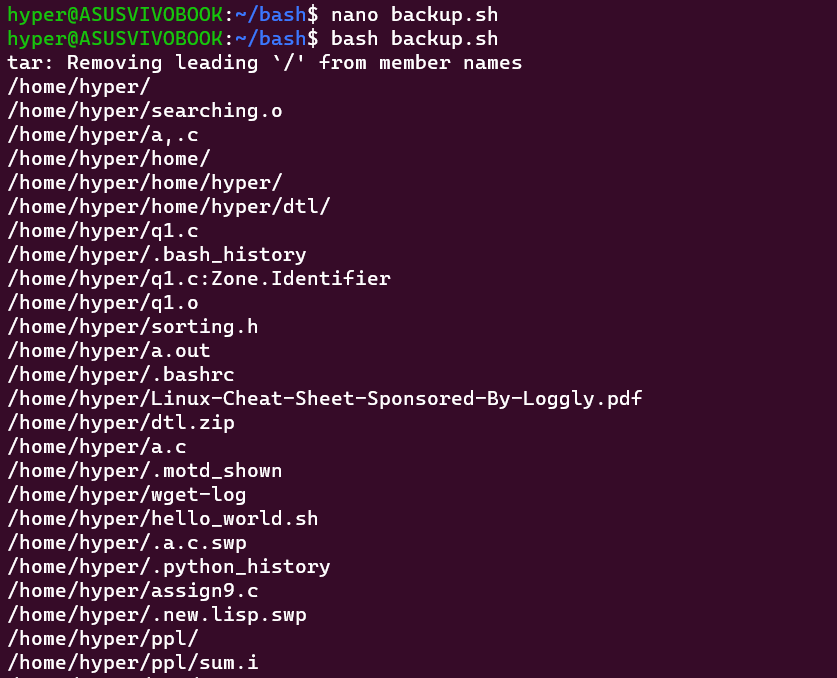 hyper@ASUSVIVOBOOK:~/bash$ nano backup.sh
hyper@ASUSVIVOBOOK:~/bash$ bash backup.sh
tar: Removing leading `/' from member names
/home/hyper/
/home/hyper/searching.o
/home/hyper/a,.c
/home/hyper/home/
/home/hyper/home/hyper/
/home/hyper/home/hyper/dtl/
/home/hyper/q1.c
/home/hyper/.bash_history
/home/hyper/q1.c:Zone.Identifier
/home/hyper/q1.o
/home/hyper/sorting.h
/home/hyper/a.out
/home/hyper/.bashrc
/home/hyper/Linux-Cheat-Sheet-Sponsored-By-Loggly.pdf
/home/hyper/dtl.zip
/home/hyper/a.c
/home/hyper/.motd_shown
/home/hyper/wget-log
/home/hyper/hello_world.sh
/home/hyper/.a.c.swp
/home/hyper/.python_history
/home/hyper/assign9.c
/home/hyper/.new.lisp.swp
/home/hyper/ppl/
/home/hyper/ppl/sum.i